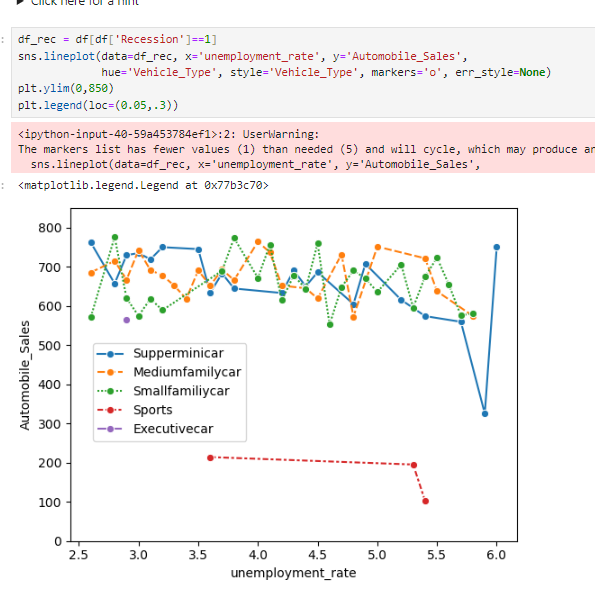 Click here for a hint
df_rec = df[df['Recession']==1]
sns.lineplot(data=df_rec, x='unemployment_rate', y='Automobile_Sales',
hue='Vehicle_Type', style='Vehicle_Type', markers='o', err_style=None)
plt.ylim(0,850)
plt.legend(loc=(0.05,.3))
<ipython-input-40-59a453784ef1>:2: UserWarning:
The markers list has fewer values (1) than needed (5) and will cycle, which may produce
sns.lineplot(data=df_rec, x='unemployment_rate', y='Automobile_Sales',
<matplotlib.legend.Legend at 0x77b3c70>
800
700
600
500
400
300
200
100
0
Automobile_Sales
Supperminicar
Mediumfamilycar
Smallfamiliycar
Sports
Executivecar
2.5 3.0 3.5 4.0 4.5 5.0 5.5 6.0
unemployment_rate